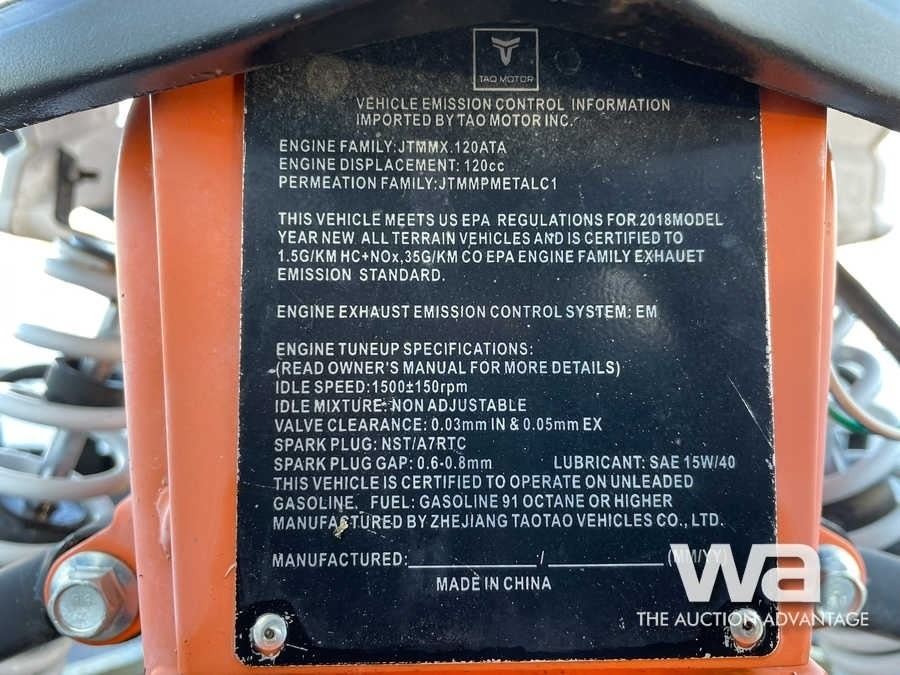 TAO MOTOR
VEHICLE EMISSION CONTROL INFORMATION
IMPORTED BY TAO MOTOR INC.
ENGINE FAMILY:JTMMX.120ATA
ENGINE DISPLACEMENT: 120cc
PERMEATION FAMILY:JTMMPMETALC1
THIS VEHICLE MEETS US EPA REGULATIONS FOR 2018MODEL
YEAR NEW ALL TERRAIN VEHICLES AND IS CERTIFIED TO
1.5G/KM HC+NOx,35G/KM CO EPA ENGINE FAMILY EXHAUET
EMISSION STANDARD.
ENGINE EXHAUST EMISSION CONTROL SYSTEM: EM
ENGINE TUNEUP SPECIFICATIONS:
(READ OWNER'S MANUAL FOR MORE DETAILS)
IDLE SPEED:1500±150rpm
IDLE MIXTURE: NON ADJUSTABLE
VALVE CLEARANCE: 0.03mm IN & 0.05mm EX
SPARK PLUG: NST/A7RTC
SPARK PLUG GAP: 0.6-0.8mm LUBRICANT: SAE 15W/40
THIS VEHICLE IS CERTIFIED TO OPERATE ON UNLEADED
GASOLINE. FUEL: GASOLINE 91 OCTANE OR HIGHER
MANUFACTURED BY ZHEJIANG TAOTAO VEHICLES CO., LTD.
MANUFACTURED:____________/____________(MM/YY)
MADE IN CHINA
wa
THE AUCTION ADVANTAGE